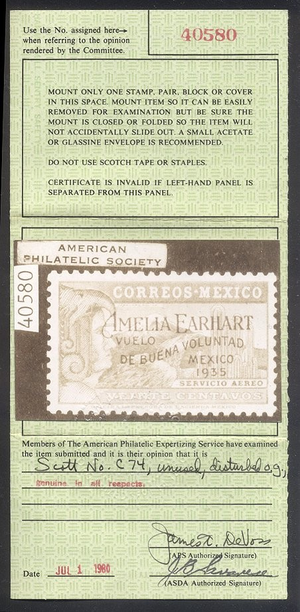 Use the No. assigned here→
when referring to the opinion
rendered by the Committee.
40580
MOUNT ONLY ONE STAMP, PAIR, BLOCK OR COVER
IN THIS SPACE. MOUNT ITEM SO IT CAN BE EASILY
REMOVED FOR EXAMINATION BUT BE SURE THE
MOUNT IS CLOSED OR FOLDED SO THE ITEM WILL
NOT ACCIDENTALLY SLIDE OUT. A SMALL ACETATE
OR GLASSINE ENVELOPE IS RECOMMENDED.
DO NOT USE SCOTCH TAPE OR STAPLES.
CERTIFICATE IS INVALID IF LEFT-HAND PANEL IS
SEPARATED FROM THIS PANEL.
AMERICAN
PHILATELIC SOCIETY
40580
CORREOS·MEXICO
AMELIA EARHART
VUELO
DE BUENA VOLUNTAD
MEXICO
1935
SERVICIO AEREO
VEINTE CENTAVOS
Members of The American Philatelic Expertizing Service have examined
the item submitted and it is their opinion that it is
Scott No. C74, unused, disturbed o.g.,
Genuine in all respects.
James T. DeVoss
(APS Authorized Signature)
Date JUL 1 1980
(ASDA Authorized Signature)